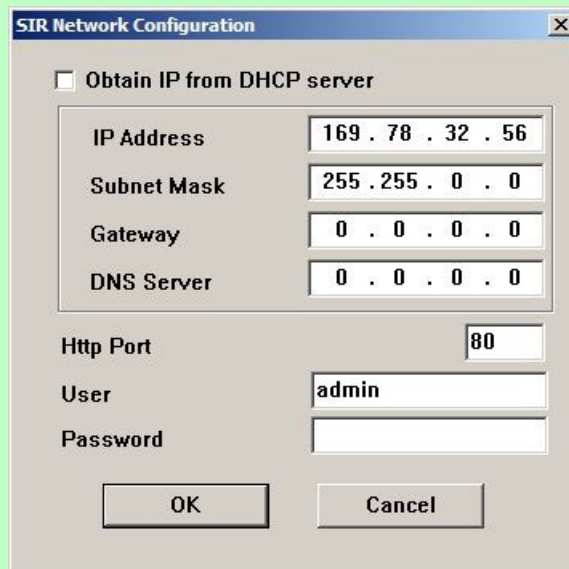 SIR Network Configuration
Obtain IP from DHCP server
IP Address 169 . 78 . 32 . 56
Subnet Mask 255 . 255 . 0 . 0
Gateway 0 . 0 . 0 . 0
DNS Server 0 . 0 . 0 . 0
Http Port 80
User admin
Password
OK Cancel